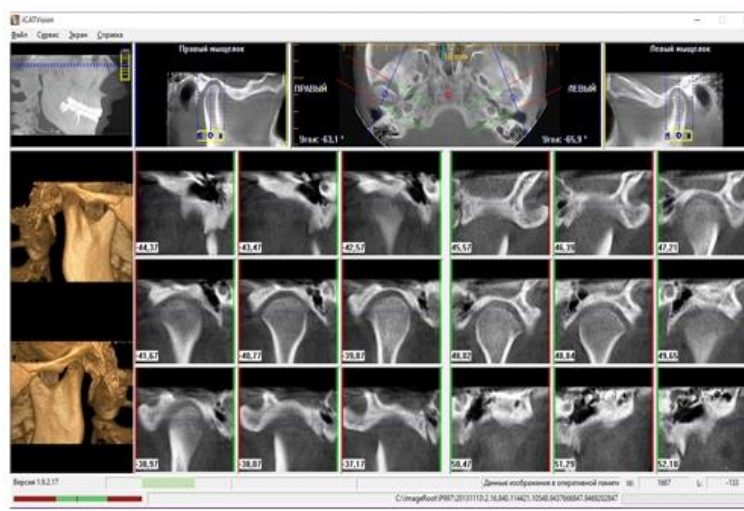 iCATVision
Файл Сервис Экран Справка
Правый мыщелок
Левый мыщелок
ПРАВЫЙ
ЛЕВЫЙ
Угол: -63,1 °
Угол: -65,9 °
-44,37
-43,47
-42,57
45,57
46,39
47,21
-41,67
-40,77
-39,87
48,02
48,84
49,65
-38,97
-38,07
-37,17
50,47
51,29
52,10
Версия 1.9.2.17
Данные изображения в оперативной памяти W: 1667 L: -133